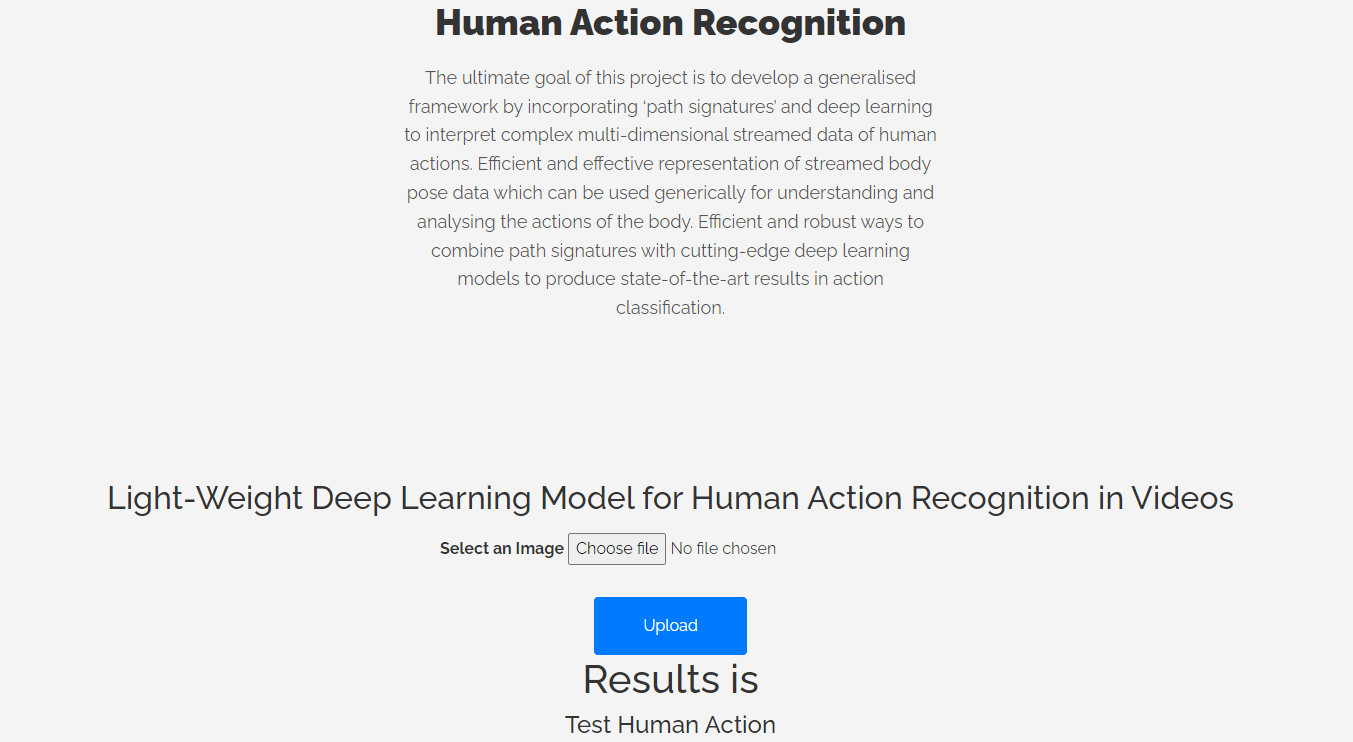 Human Action Recognition
The ultimate goal of this project is to develop a generalised
framework by incorporating ‘path signatures’ and deep learning
to interpret complex multi-dimensional streamed data of human
actions. Efficient and effective representation of streamed body
pose data which can be used generically for understanding and
analysing the actions of the body. Efficient and robust ways to
combine path signatures with cutting-edge deep learning
models to produce state-of-the-art results in action
classification.
Light-Weight Deep Learning Model for Human Action Recognition in Videos
Select an Image Choose file No file chosen
Upload
Results is
Test Human Action